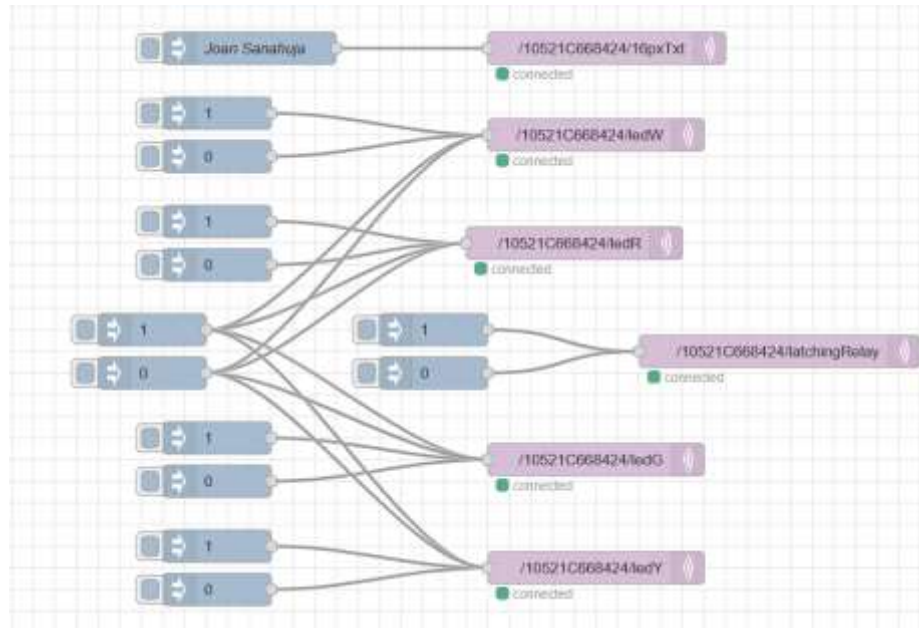 Joan Sanahuja
/10521C668424/16pxTxt
connected
1
/10521C668424/ledW
0
connected
1
/10521C668424/ledR
0
connected
1
1
/10521C668424/latchingRelay
0
0
connected
1
/10521C668424/ledG
0
connected
1
/10521C668424/ledY
0
connected